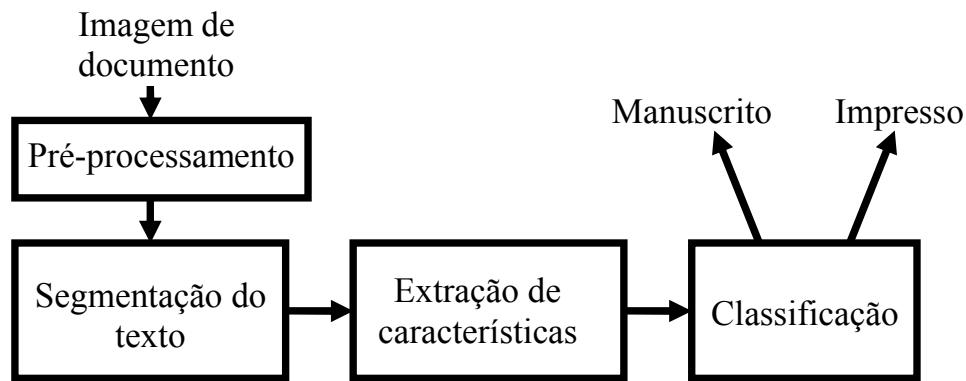 Imagem de
documento
Pré-processamento
Segmentação do
texto
Extração de
características
Classificação
Manuscrito
Impresso